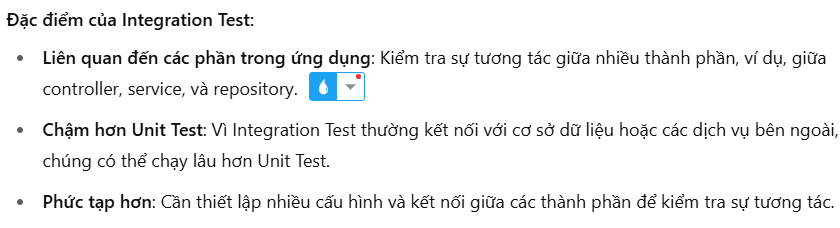 Đặc điểm của Integration Test:
Liên quan đến các phần trong ứng dụng: Kiểm tra sự tương tác giữa nhiều thành phần, ví dụ, giữa
controller, service, và repository.
Chậm hơn Unit Test: Vì Integration Test thường kết nối với cơ sở dữ liệu hoặc các dịch vụ bên ngoài,
chúng có thể chạy lâu hơn Unit Test.
Phức tạp hơn: Cần thiết lập nhiều cấu hình và kết nối giữa các thành phần để kiểm tra sự tương tác.